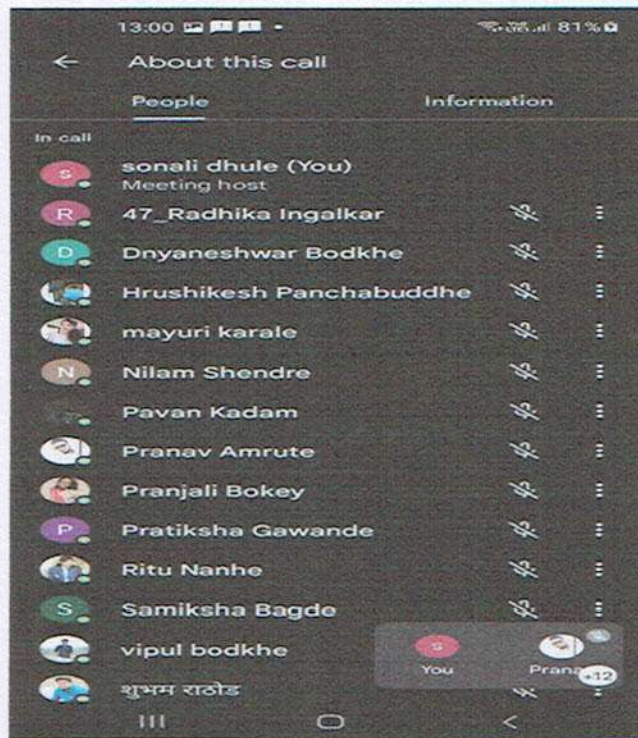 13:00 81%
About this call
People Information
In call
s sonali dhule (You)
Meeting host
R 47_Radhika Ingalkar
D Dnyaneshwar Bodkhe
Hrushikesh Panchabuddhe
mayuri karale
N Nilam Shendre
Pavan Kadam
Pranav Amrute
Pranjali Bokey
P Pratiksha Gawande
Ritu Nanhe
S Samiksha Bagde
vipul bodkhe
s
You Prana +12
शुभम राठोड